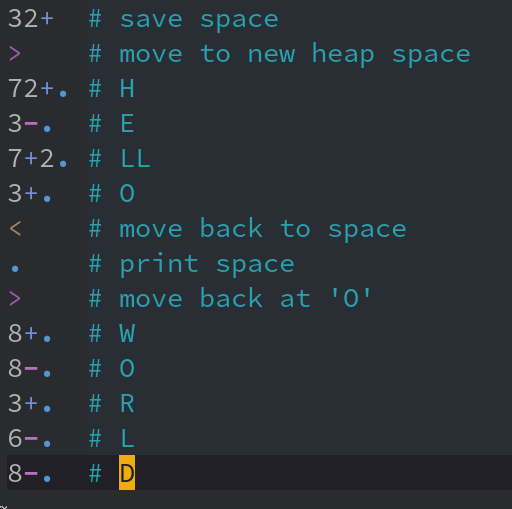 32+  # save space
>    # move to new heap space
72+. # H
3-.  # E
7+2. # LL
3+.  # O
<    # move back to space
.    # print space
>    # move back at 'O'
8+.  # W
8-.  # O
3+.  # R
6-.  # L
8-.  # D
~